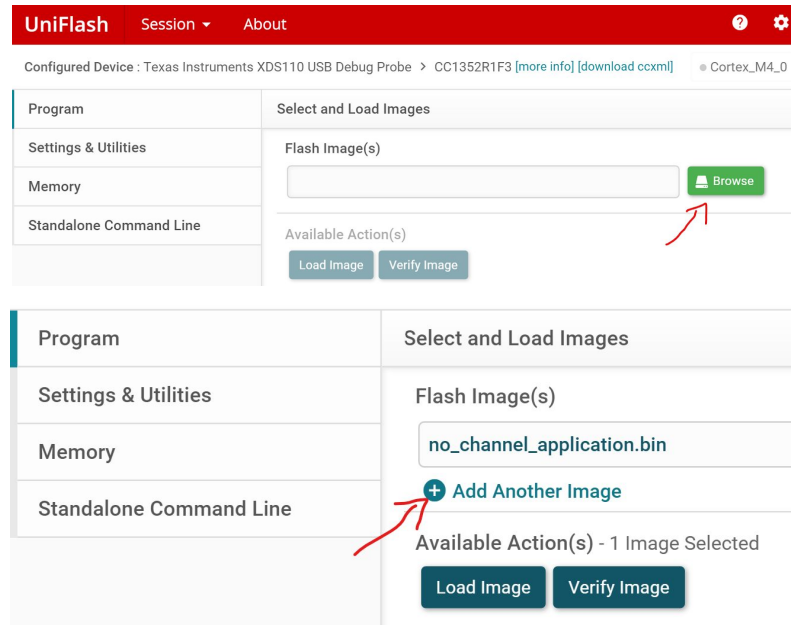 UniFlash Session About
Configured Device : Texas Instruments XDS110 USB Debug Probe > CC1352R1F3 [more info] [download ccxml] Cortex_M4_0
Program
Select and Load Images
Settings & Utilities
Flash Image(s)
Memory
Browse
Standalone Command Line
Available Action(s)
Load Image Verify Image
Program
Select and Load Images
Settings & Utilities
Flash Image(s)
Memory
no_channel_application.bin
Add Another Image
Standalone Command Line
Available Action(s) - 1 Image Selected
Load Image Verify Image